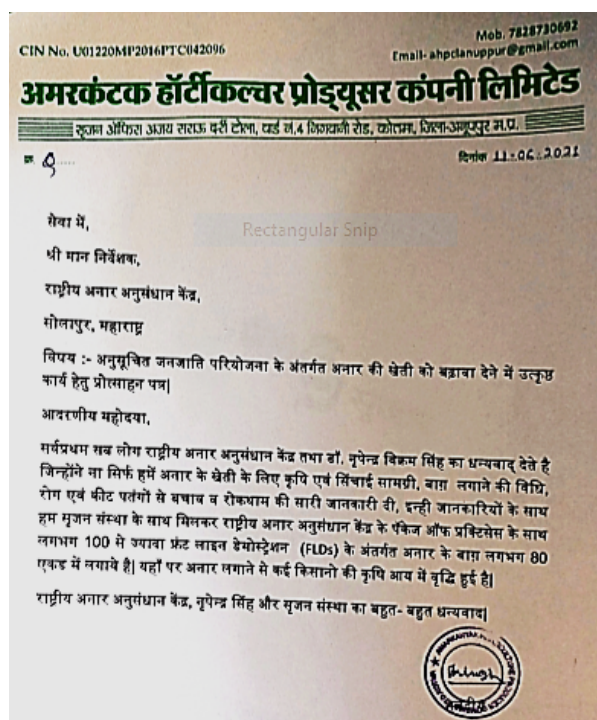 CIN No. U01220MP2016PTC042096
Mob. 7828730692
Email- ahpclanuppur@gmail.com
अमरकंटक हॉर्टीकल्चर प्रोड्यूसर कंपनी लिमिटेड
सृजन ऑफिस अजय सराऊ दरी टोला, वार्ड नं.4 निगवानी रोड, कोतमा, जिला-अनूपपुर म.प्र.
क्र. 9
दिनांक 11-06-2021
सेवा में,
Rectangular Snip
श्री मान निर्वेशक,
राष्ट्रीय अनार अनुसंधान केंद्र,
सोलापुर, महाराष्ट्र
विषय :- अनुसूचित जनजाति परियोजना के अंतर्गत अनार की खेती को बढ़ावा देने में उत्कृष्ठ
कार्य हेतु प्रोत्साहन पत्र|
आदरणीय महोदया,
सर्वप्रथम सब लोग राष्ट्रीय अनार अनुसंधान केंद्र तथा डॉ. नृपेन्द्र विक्रम सिंह का धन्यवाद् देते है
जिन्होंने ना सिर्फ हमें अनार के खेती के लिए कृषि एवं सिंचाई सामग्री, बाग़ लगाने की विधि,
रोग एवं कीट पतंगों से बचाव व रोकथाम की सारी जानकारी दी, इन्ही जानकारियों के साथ
हम सृजन संस्था के साथ मिलकर राष्ट्रीय अनार अनुसंधान केंद्र के पॅकेज ऑफ प्रक्टिसेस के साथ
लगभग 100 से ज्यावा फ्रंट लाइन डेमोस्ट्रेशन (FLDs) के अंतर्गत अनार के बाग़ लगभग 80
एकड में लगाये है| यहाँ पर अनार लगाने से कई किसानो की कृषि आय में वृद्धि हुई है|
राष्ट्रीय अनार अनुसंधान केंद्र, नृपेन्द्र सिंह और सृजन संस्था का बहुत- बहुत धन्यवाद|